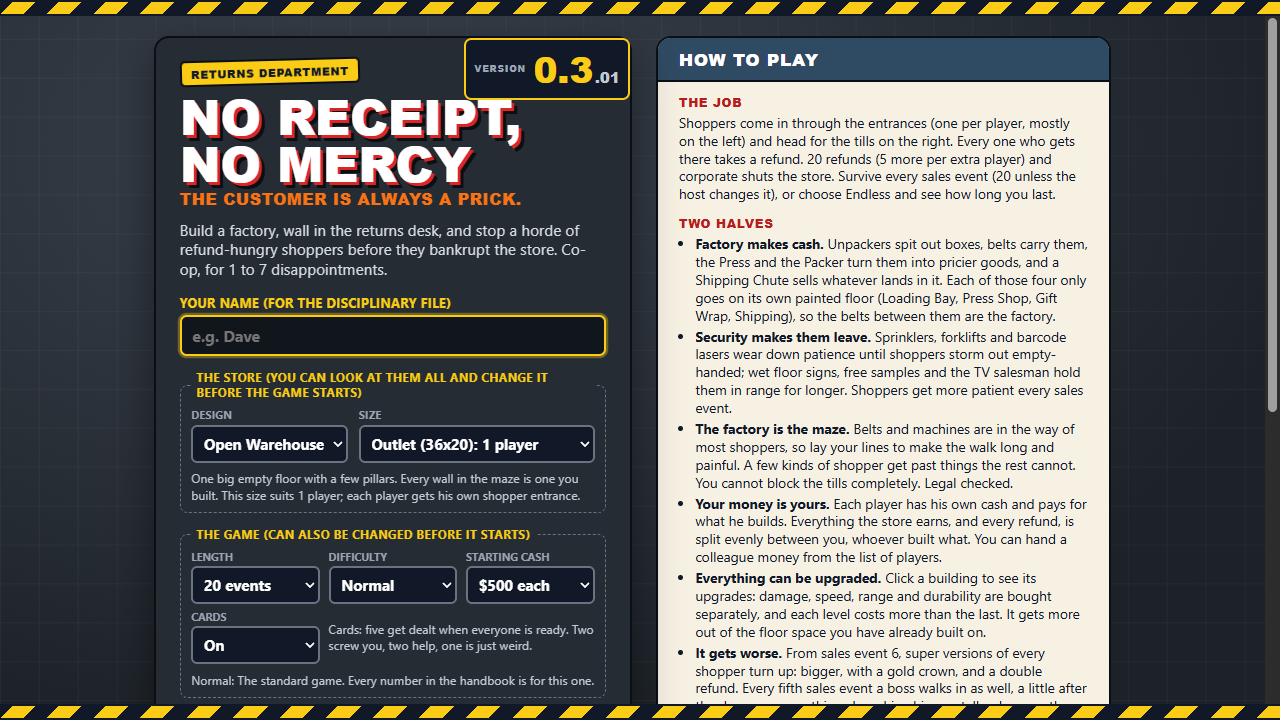 RETURNS DEPARTMENT
VERSION 0.3.01
NO RECEIPT,
NO MERCY
THE CUSTOMER IS ALWAYS A PRICK.
Build a factory, wall in the returns desk, and stop a horde of
refund-hungry shoppers before they bankrupt the store. Co-
op, for 1 to 7 disappointments.
YOUR NAME (FOR THE DISCIPLINARY FILE)
e.g. Dave
THE STORE (YOU CAN LOOK AT THEM ALL AND CHANGE IT
BEFORE THE GAME STARTS)
DESIGN SIZE
Open Warehouse Outlet (36x20): 1 player
One big empty floor with a few pillars. Every wall in the maze is one you
built. This size suits 1 player; each player gets his own shopper entrance.
THE GAME (CAN ALSO BE CHANGED BEFORE IT STARTS)
LENGTH DIFFICULTY STARTING CASH
20 events Normal $500 each
CARDS
On
Cards: five get dealt when everyone is ready. Two
screw you, two help, one is just weird.
Normal: The standard game. Every number in the handbook is for this one.
HOW TO PLAY
THE JOB
Shoppers come in through the entrances (one per player, mostly
on the left) and head for the tills on the right. Every one who gets
there takes a refund. 20 refunds (5 more per extra player) and
corporate shuts the store. Survive every sales event (20 unless the
host changes it), or choose Endless and see how long you last.
TWO HALVES
• Factory makes cash. Unpackers spit out boxes, belts carry them,
the Press and the Packer turn them into pricier goods, and a
Shipping Chute sells whatever lands in it. Each of those four only
goes on its own painted floor (Loading Bay, Press Shop, Gift
Wrap, Shipping), so the belts between them are the factory.
• Security makes them leave. Sprinklers, forklifts and barcode
lasers wear down patience until shoppers storm out empty-
handed; wet floor signs, free samples and the TV salesman hold
them in range for longer. Shoppers get more patient every sales
event.
• The factory is the maze. Belts and machines are in the way of
most shoppers, so lay your lines to make the walk long and
painful. A few kinds of shopper get past things the rest cannot.
You cannot block the tills completely. Legal checked.
• Your money is yours. Each player has his own cash and pays for
what he builds. Everything the store earns, and every refund, is
split evenly between you, whoever built what. You can hand a
colleague money from the list of players.
• Everything can be upgraded. Click a building to see its
upgrades: damage, speed, range and durability are bought
separately, and each level costs more than the last. It gets more
out of the floor space you have already built on.
• It gets worse. From sales event 6, super versions of every
shopper turn up: bigger, with a gold crown, and a double
refund. Every fifth sales event a boss walks in as well, a little after